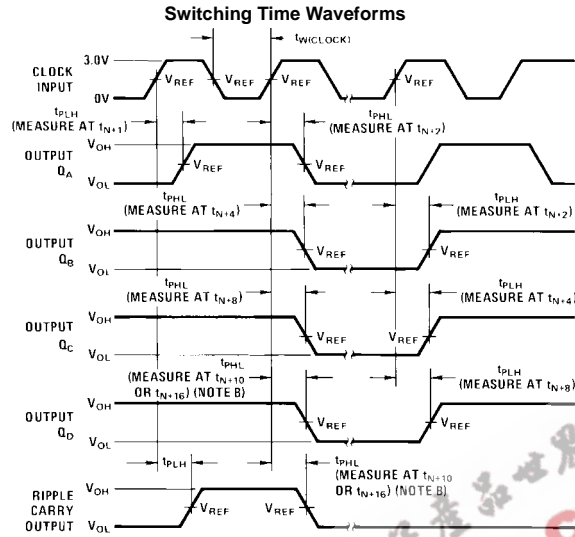 Switching Time Waveforms
tW(CLOCK)
CLOCK INPUT
3.0V
0V
VREF
VREF
VREF
VREF
tPLH
(MEASURE AT tN+1)
tPHL
(MEASURE AT tN+2)
OUTPUT QA
VOH
VOL
VREF
VREF
tPHL
(MEASURE AT tN+4)
tPLH
(MEASURE AT tN+2)
OUTPUT QB
VOH
VOL
VREF
VREF
tPHL
(MEASURE AT tN+8)
tPLH
(MEASURE AT tN+4)
OUTPUT QC
VOH
VOL
VREF
VREF
tPHL
(MEASURE AT tN+10
OR tN+16) (NOTE B)
tPLH
(MEASURE AT tN+8)
OUTPUT QD
VOH
VOL
VREF
VREF
tPLH
tPHL
(MEASURE AT tN+10
OR tN+16) (NOTE B)
RIPPLE CARRY OUTPUT
VOH
VOL
VREF
VREF
產品世界